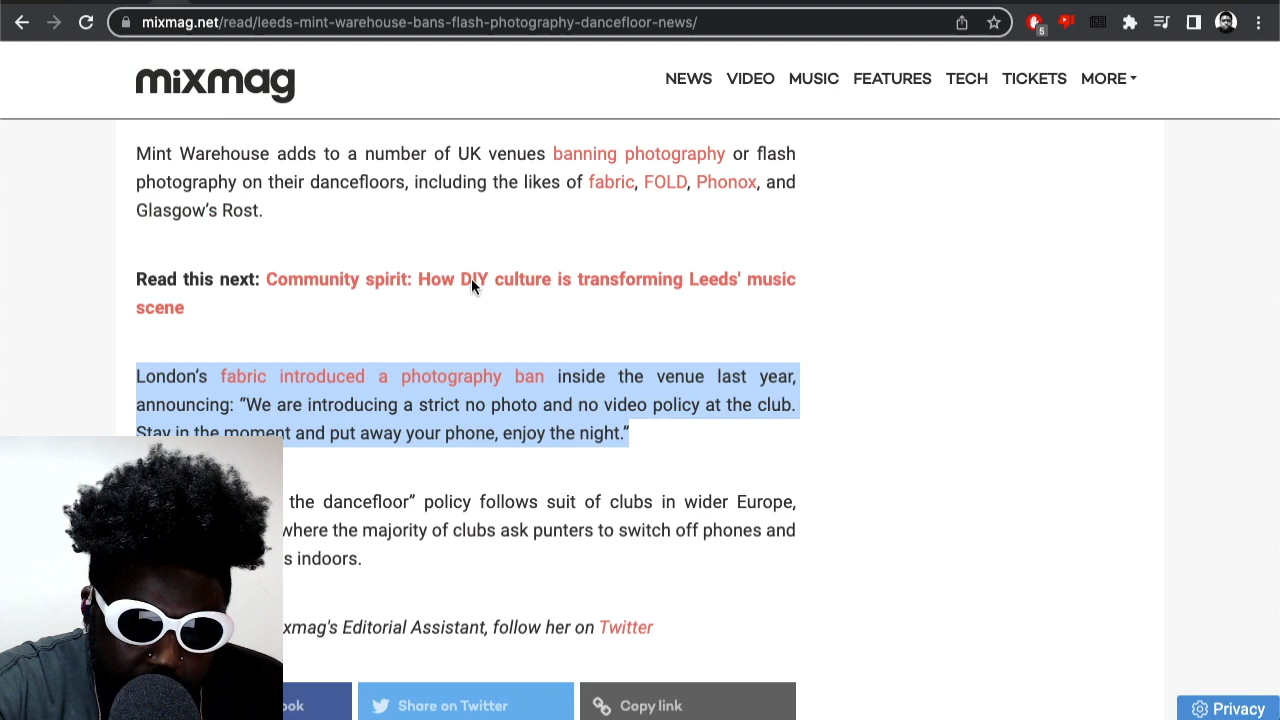 mixmag.net/read/leeds-mint-warehouse-bans-flash-photography-dancefloor-news/
5
mixmag
NEWS VIDEO MUSIC FEATURES TECH TICKETS MORE
Mint Warehouse adds to a number of UK venues banning photography or flash
photography on their dancefloors, including the likes of fabric, FOLD, Phonox, and
Glasgow’s Rost.
Read this next: Community spirit: How DIY culture is transforming Leeds' music
scene
London’s fabric introduced a photography ban inside the venue last year,
announcing: “We are introducing a strict no photo and no video policy at the club.
Stay in the moment and put away your phone, enjoy the night.”
the dancefloor” policy follows suit of clubs in wider Europe,
where the majority of clubs ask punters to switch off phones and
indoors.
Editorial Assistant, follow her on Twitter
Share on Twitter
Copy link
Privacy